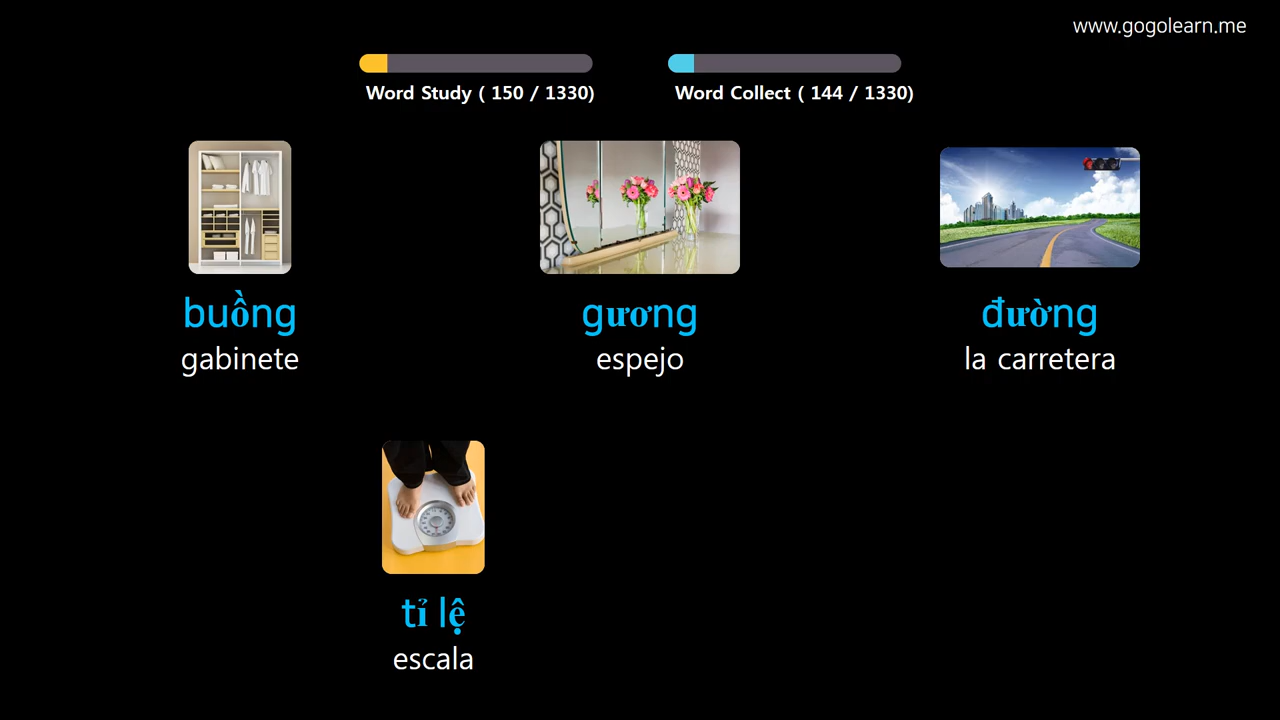 www.gogolearn.me
Word Study ( 150 / 1330)
Word Collect ( 144 / 1330)
buồng
gabinete
gương
espejo
đường
la carretera
tỉ lệ
escala